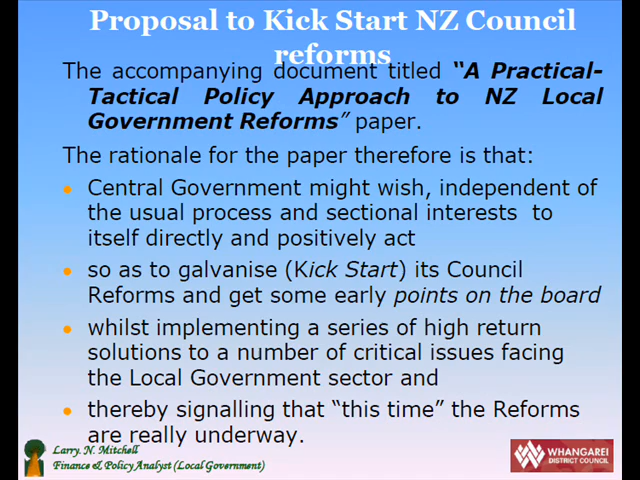 Proposal to Kick Start NZ Council
reforms
The accompanying document titled “A Practical-
Tactical Policy Approach to NZ Local
Government Reforms” paper.
The rationale for the paper therefore is that:
• Central Government might wish, independent of
the usual process and sectional interests to
itself directly and positively act
• so as to galvanise (Kick Start) its Council
Reforms and get some early points on the board
• whilst implementing a series of high return
solutions to a number of critical issues facing
the Local Government sector and
• thereby signalling that “this time” the Reforms
are really underway.
Larry. N. Mitchell
Finance & Policy Analyst (Local Government)
WHANGAREI
DISTRICT COUNCIL